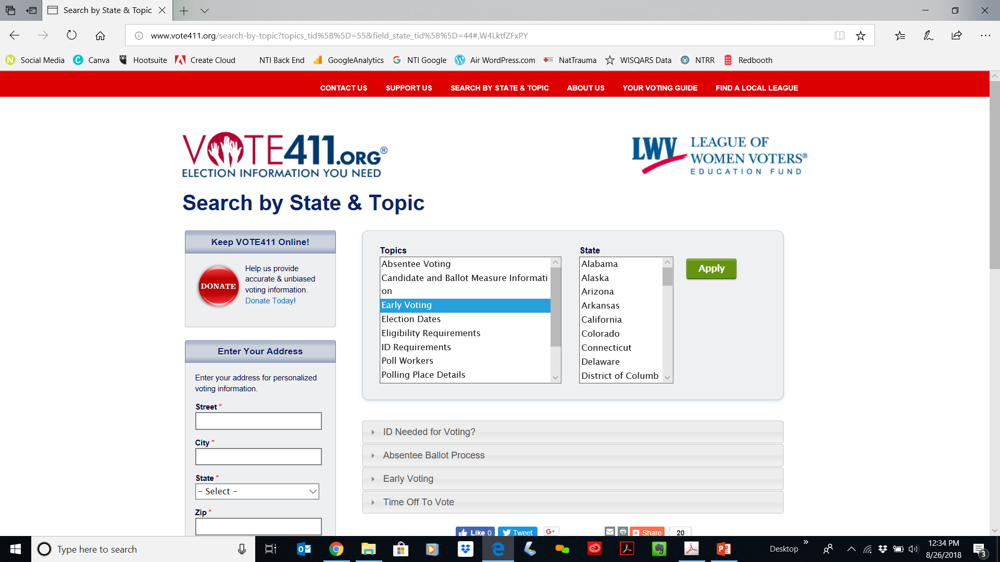 Search by State & Topic
www.vote411.org/search-by-topic?topics_tid%5B%5D=55&field_state_tid%5B%5D=44#.W4LktfZFxPY
Social Media Canva Hootsuite Create Cloud NTI Back End GoogleAnalytics NTI Google Air WordPress.com NatTrauma WISQARS Data NTRR Redbooth
CONTACT US SUPPORT US SEARCH BY STATE & TOPIC ABOUT US YOUR VOTING GUIDE FIND A LOCAL LEAGUE
VOTE411.ORG®
ELECTION INFORMATION YOU NEED
LWV LEAGUE OF
WOMEN VOTERS®
EDUCATION FUND
Search by State & Topic
Keep VOTE411 Online!
DONATE
Help us provide
accurate & unbiased
voting information.
Donate Today!
Enter Your Address
Enter your address for personalized
voting information.
Street *
City *
State *
- Select -
Zip *
Topics
Absentee Voting
Candidate and Ballot Measure Informati
on
Early Voting
Election Dates
Eligibility Requirements
ID Requirements
Poll Workers
Polling Place Details
State
Alabama
Alaska
Arizona
Arkansas
California
Colorado
Connecticut
Delaware
District of Columb
Apply
ID Needed for Voting?
Absentee Ballot Process
Early Voting
Time Off To Vote
Like 0 Tweet G+ Share 20
Type here to search
Desktop
12:34 PM
8/26/2018
3